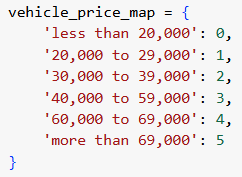 vehicle_price_map = {
    'less than 20,000': 0,
    '20,000 to 29,000': 1,
    '30,000 to 39,000': 2,
    '40,000 to 59,000': 3,
    '60,000 to 69,000': 4,
    'more than 69,000': 5
}